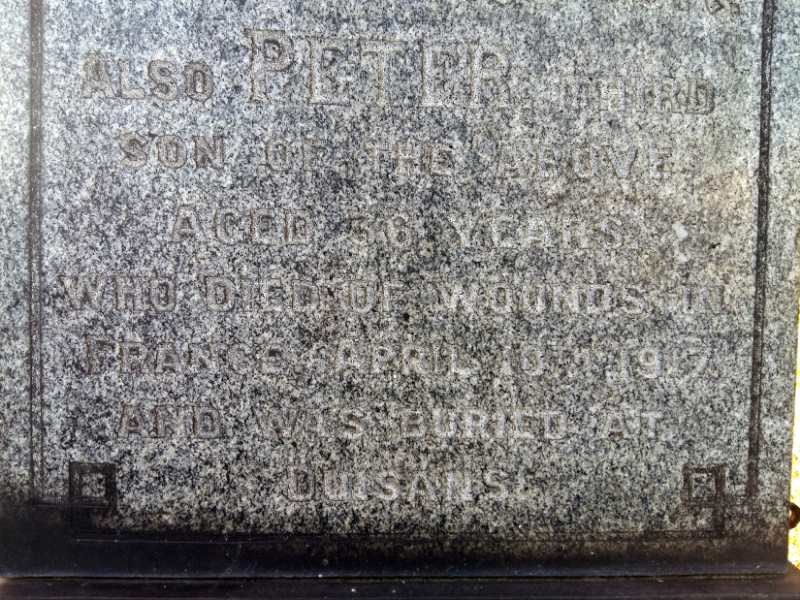 ALSO PETER, THIRD
SON OF THE ABOVE.
AGED 36 YEARS.
WHO DIED OF WOUNDS IN
FRANCE, APRIL 10TH 1917.
AND WAS BURIED AT
DUISANS.